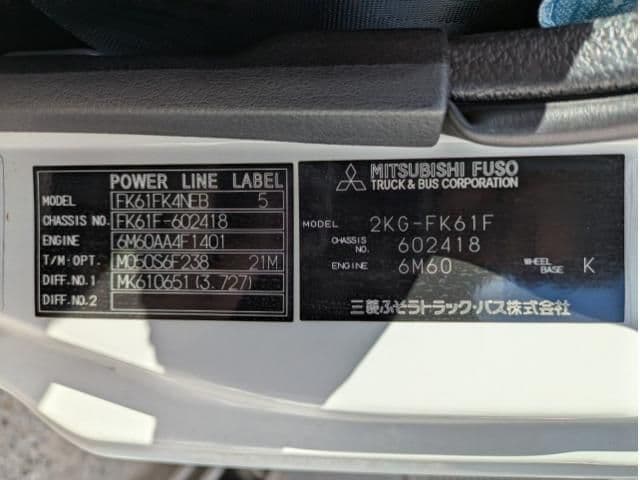 POWER LINE LABEL
MODEL FK61FK4NFB 5
CHASSIS NO. FK61F-602418
ENGINE 6M60AA4F1401
T/M·OPT. M060S6F238 21M
DIFF.NO.1 MK610651(3.727)
DIFF.NO.2
MITSUBISHI FUSO
TRUCK & BUS CORPORATION
MODEL 2KG-FK61F
CHASSIS NO. 602418
ENGINE 6M60 WHEEL BASE K
三菱ふそうトラック・バス株式会社